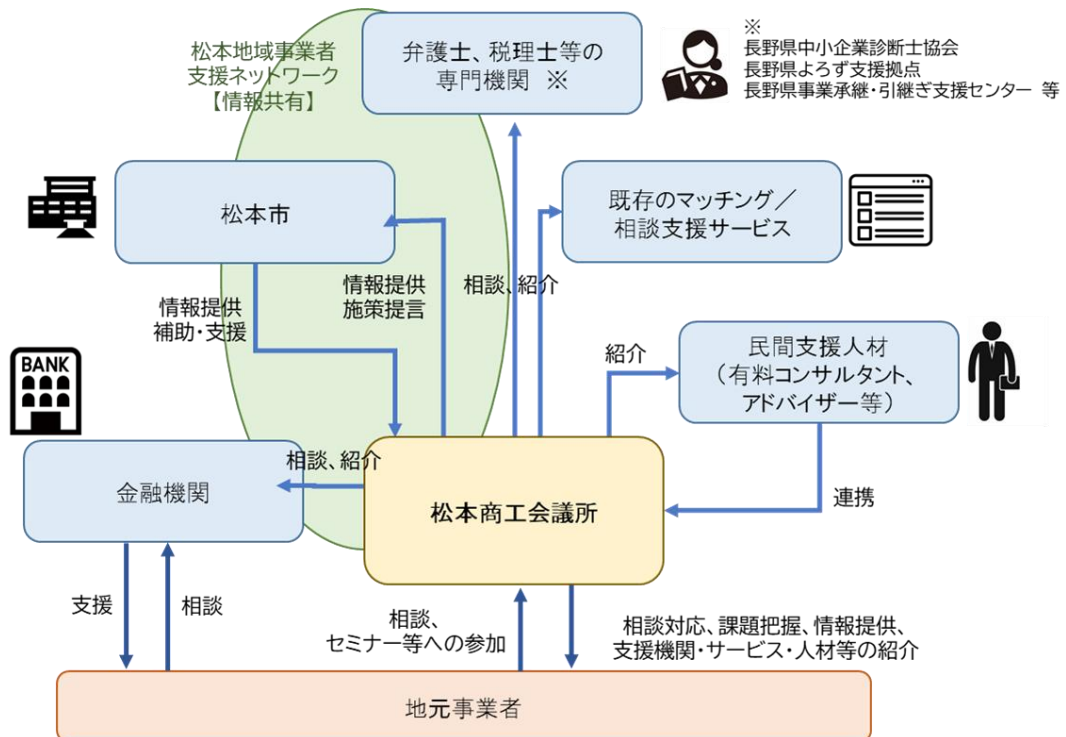 松本地域事業者
支援ネットワーク
【情報共有】
弁護士、税理士等の
専門機関 ※
※
長野県中小企業診断士協会
長野県よろず支援拠点
長野県事業承継・引継ぎ支援センター 等
松本市
既存のマッチング／
相談支援サービス
情報提供
補助・支援
情報提供
施策提言
相談、紹介
BANK
紹介
民間支援人材
（有料コンサルタント、
アドバイザー等）
金融機関
相談、紹介
松本商工会議所
連携
支援
相談
相談、
セミナー等への参加
相談対応、課題把握、情報提供、
支援機関・サービス・人材等の紹介
地元事業者